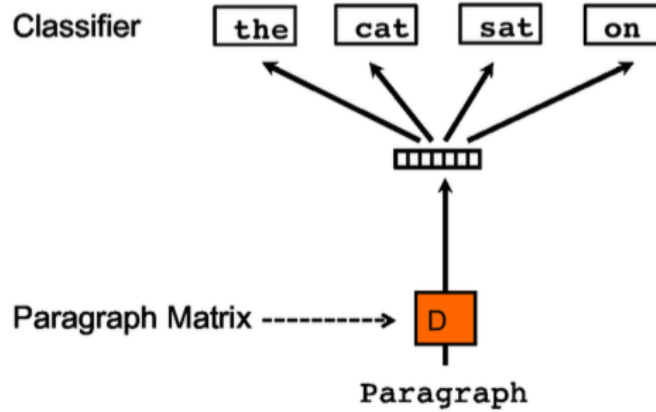 Classifier the cat sat on
Paragraph Matrix D
Paragraph